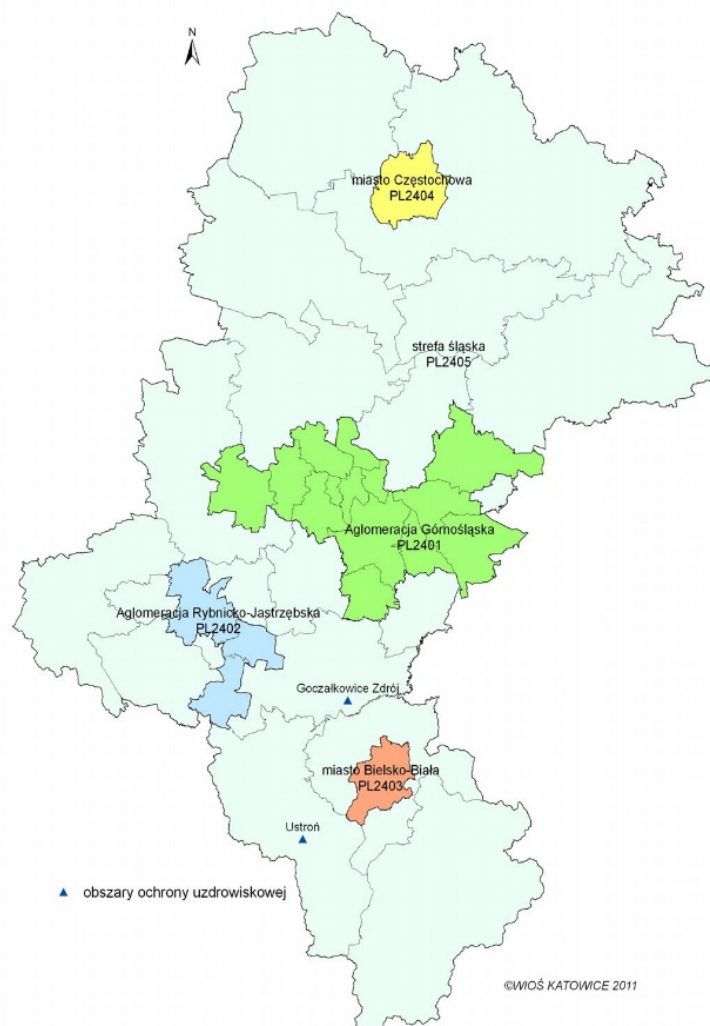 N
miasto Częstochowa
PL2404
strefa śląska
PL2405
Aglomeracja Górnośląska
PL2401
Aglomeracja Rybnicko-Jastrzębska
PL2402
Goczałkowice Zdrój
miasto Bielsko-Biała
PL2403
Ustroń
obszary ochrony uzdrowiskowej
©WIOŚ KATOWICE 2011